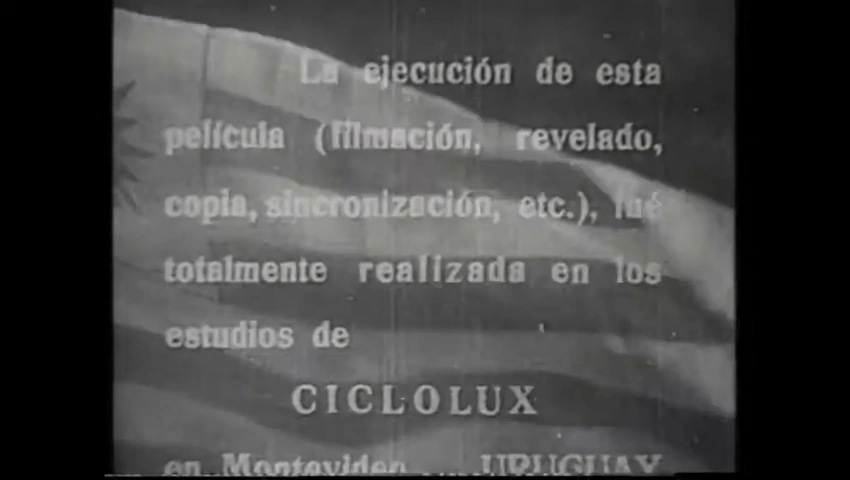 La ejecución de esta
película (filmación, revelado,
copia, sincronización, etc.), fué
totalmente realizada en los
estudios de
CICLOLUX
en Montevideo URUGUAY